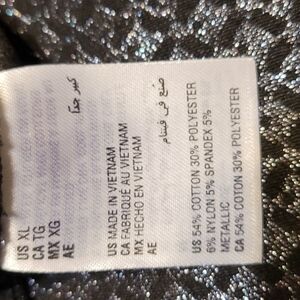 US XL
CA TG
MX XG
AE كبير جدًا
US MADE IN VIETNAM
CA FABRIQUÉ AU VIETNAM
MX HECHO EN VIETNAM
AE صنع في فيتنام
US 54% COTTON 30% POLYESTER
6% NYLON 5% SPANDEX 5%
METALLIC
CA 54% COTON 30% POLYESTER